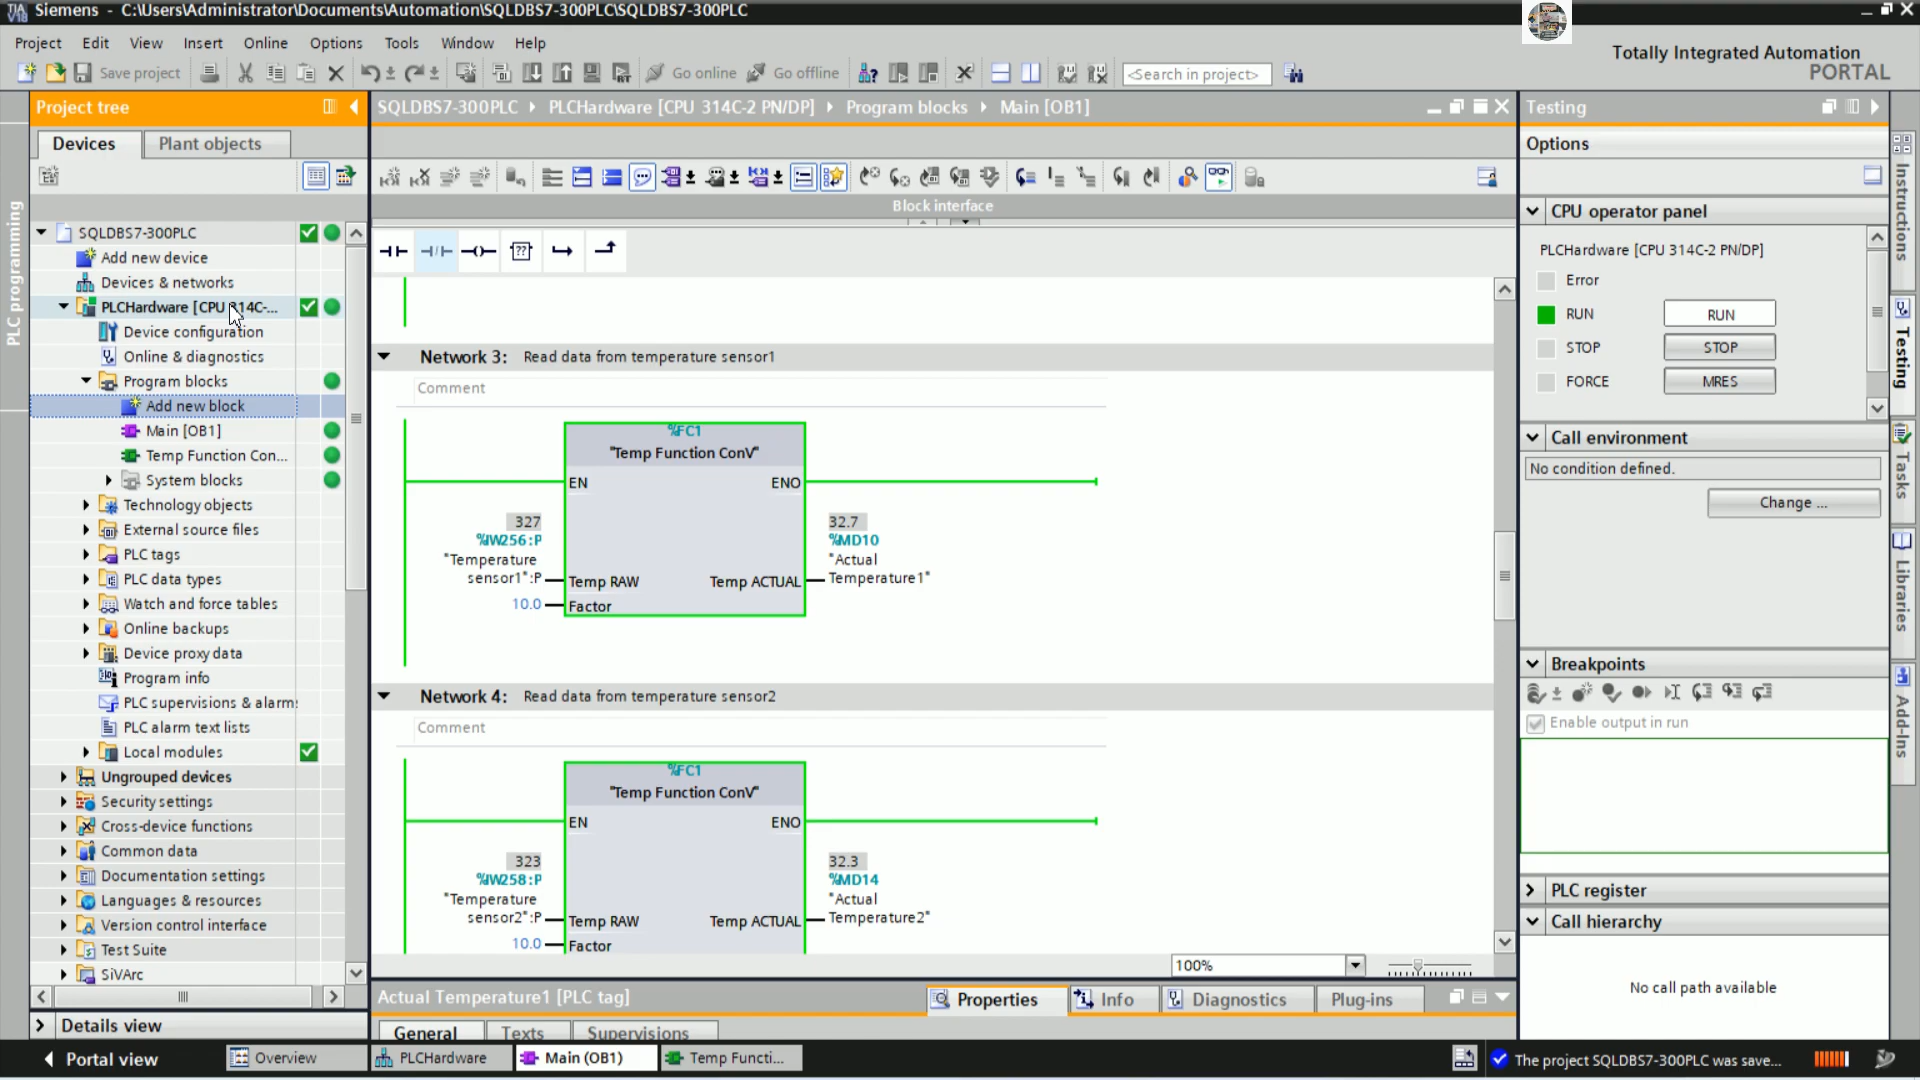 Siemens - C:\Users\Administrator\Documents\Automation\SQLDBS7-300PLC\SQLDBS7-300PLC
Project Edit View Insert Online Options Tools Window Help
Totally Integrated Automation
PORTAL
Save project
Go online
Go offline
<Search in project>
Project tree
SQLDBS7-300PLC PLCHardware [CPU 314C-2 PN/DP] Program blocks Main [OB1]
Testing
Devices
Plant objects
Options
Block interface
PLC programming
SQLDBS7-300PLC
Add new device
Devices & networks
PLCHardware [CPU 314C-...
Device configuration
Online & diagnostics
Program blocks
Add new block
Main [OB1]
Temp Function Con...
System blocks
Technology objects
External source files
PLC tags
PLC data types
Watch and force tables
Online backups
Device proxy data
Program info
PLC supervisions & alarms
PLC alarm text lists
Local modules
Ungrouped devices
Security settings
Cross-device functions
Common data
Documentation settings
Languages & resources
Version control interface
Test Suite
SiVArc
Details view
Network 3: Read data from temperature sensor1
Comment
%FC1
"Temp Function ConV"
EN ENO
327
%IW256:P
"Temperature
sensor1":P
Temp RAW
10.0
Factor
32.7
%MD10
"Actual
Temperature1"
Temp ACTUAL
Network 4: Read data from temperature sensor2
Comment
%FC1
"Temp Function ConV"
EN ENO
323
%IW258:P
"Temperature
sensor2":P
Temp RAW
10.0
Factor
32.3
%MD14
"Actual
Temperature2"
Temp ACTUAL
100%
Actual Temperature1 [PLC tag]
Properties
Info
Diagnostics
Plug-ins
General
Texts
Supervisions
CPU operator panel
PLCHardware [CPU 314C-2 PN/DP]
Error
RUN RUN
STOP STOP
FORCE MRES
Call environment
No condition defined.
Change ...
Breakpoints
Enable output in run
PLC register
Call hierarchy
No call path available
Instructions
Testing
Tasks
Libraries
Add-Ins
Portal view
Overview
PLCHardware
Main (OB1)
Temp Functi...
The project SQLDBS7-300PLC was save...